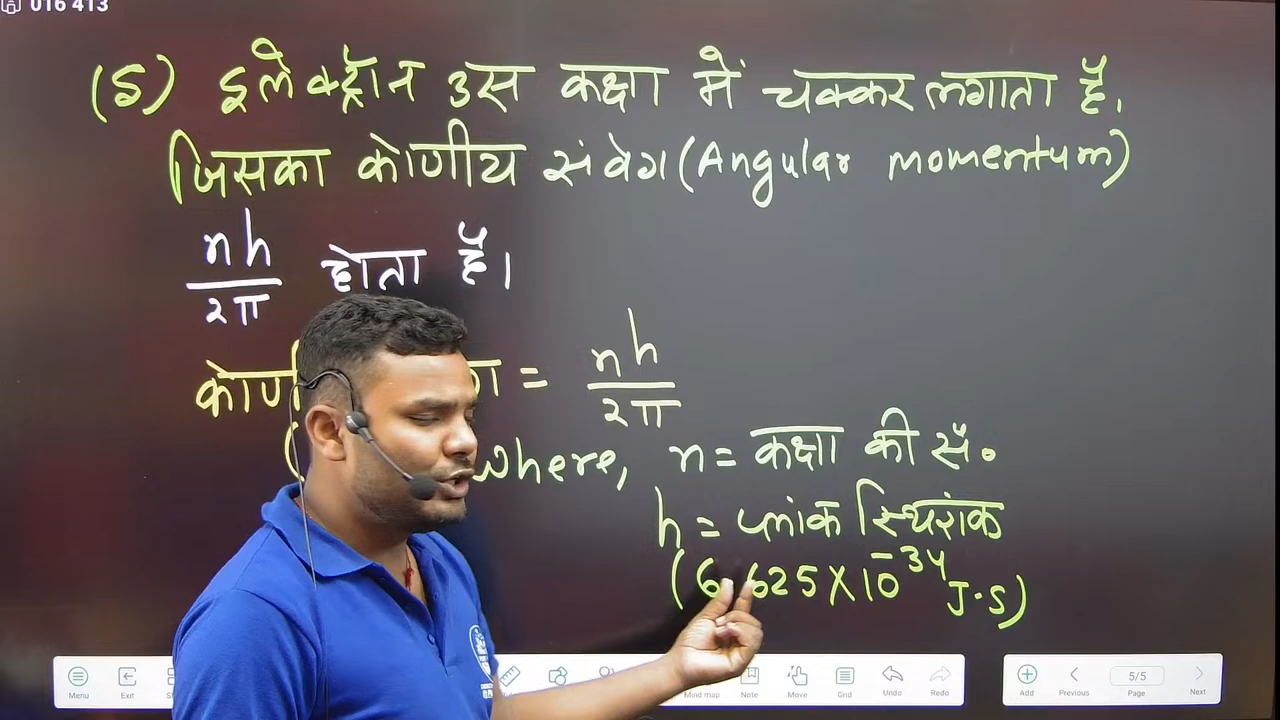 016 413
(5) इलेक्ट्रॉन उस कक्षा में चक्कर लगाता है,
जिसका कोणीय संवेग (Angular momentum)
nh
2π
होता है।
= nh
2π
where, n = कक्षा की सं.
h = प्लांक स्थिरांक
(6.625 X 10⁻³⁴ J.S)
Menu Exit Mind map Note Move Grid Undo Redo Add Previous 5/5 Page Next